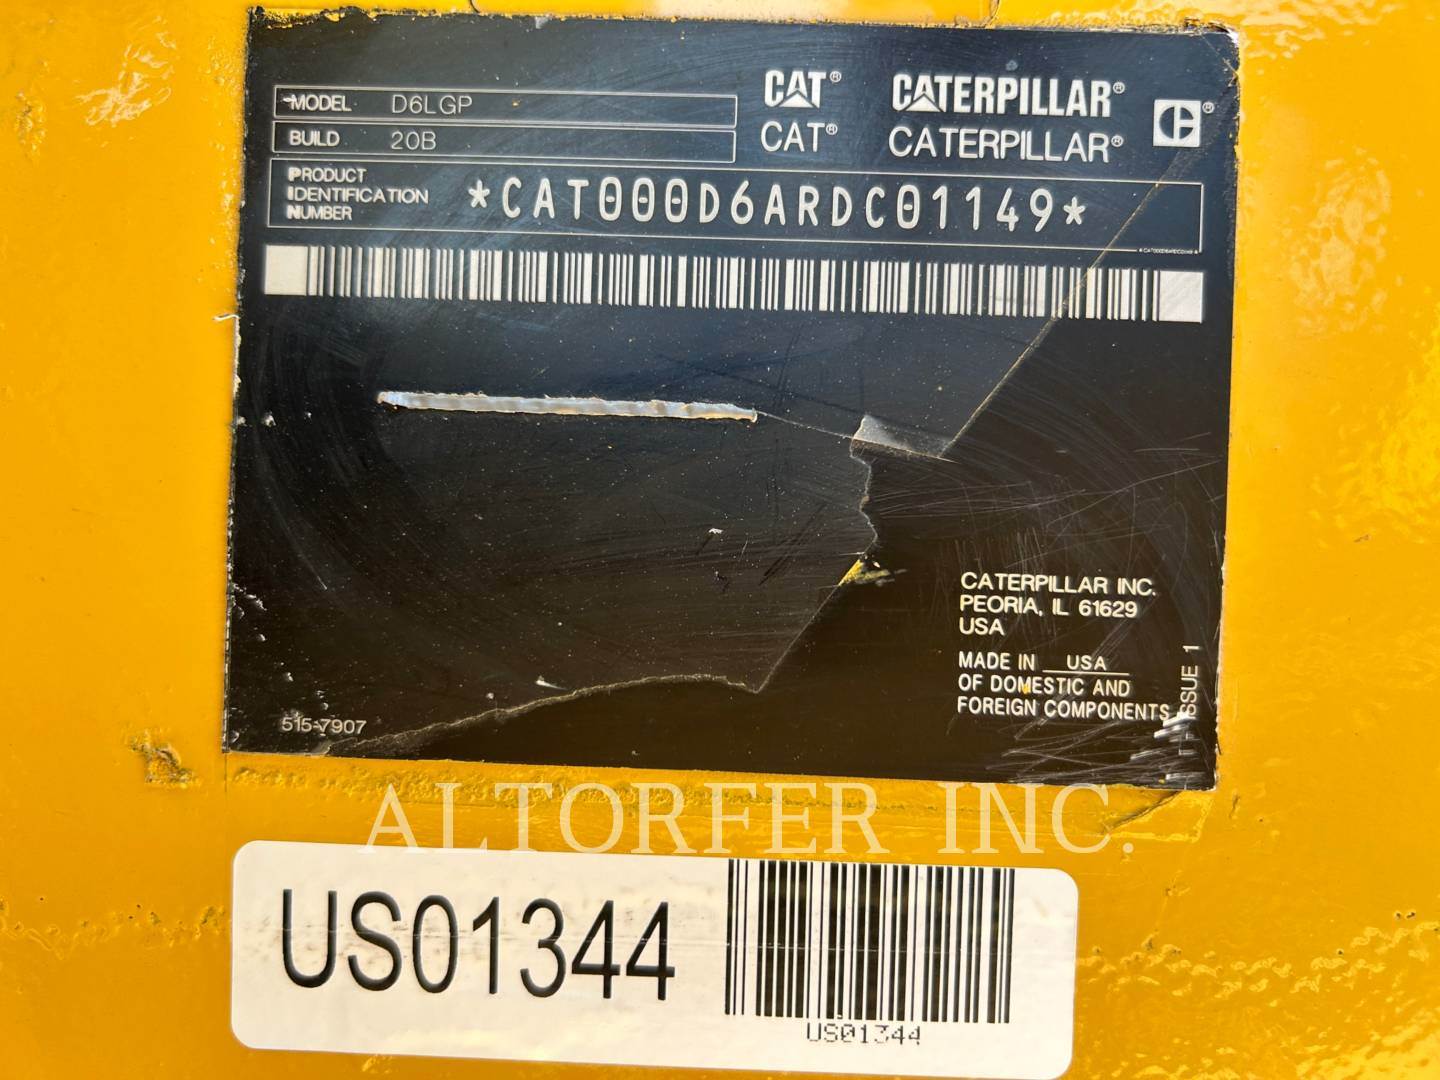 MODEL D6LGP
BUILD 20B
CAT® CATERPILLAR® ®
CAT® CATERPILLAR®
PRODUCT
IDENTIFICATION
NUMBER
*CAT000D6ARDC01149*
*CAT000D6ARDC01149*
CATERPILLAR INC.
PEORIA, IL 61629
USA
MADE IN USA
OF DOMESTIC AND
FOREIGN COMPONENTS
ISSUE 1
515-7907
ALTORFER INC.
US01344
US01344